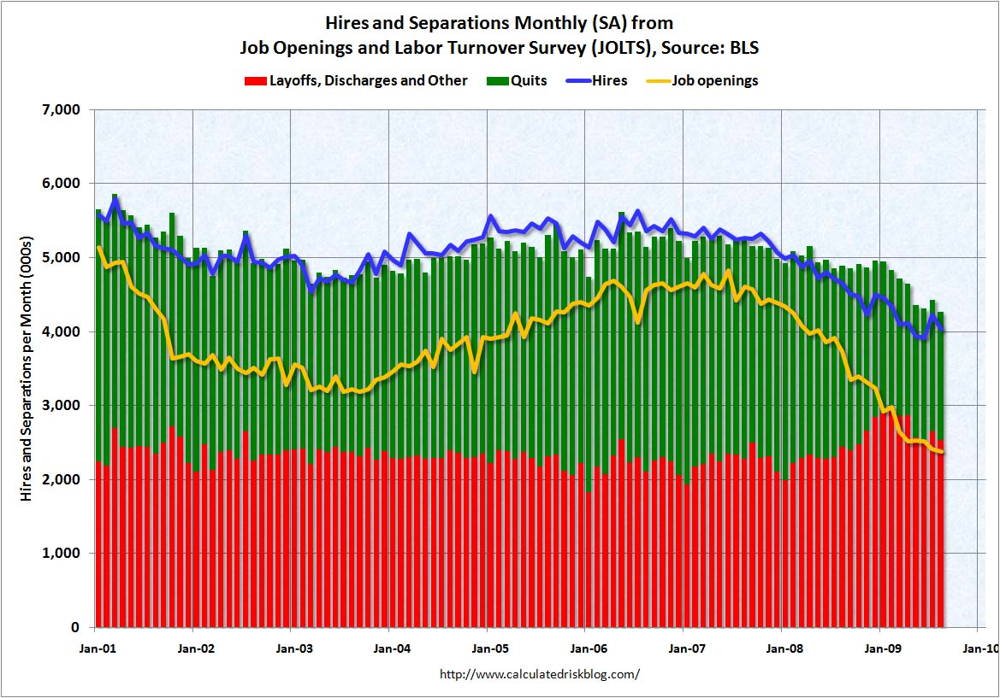 Hires and Separations Monthly (SA) from
Job Openings and Labor Turnover Survey (JOLTS), Source: BLS
Layoffs, Discharges and Other Quits Hires Job openings
Hires and Separations per Month (000s)
7,000
6,000
5,000
4,000
3,000
2,000
1,000
0
Jan-01 Jan-02 Jan-03 Jan-04 Jan-05 Jan-06 Jan-07 Jan-08 Jan-09 Jan-10
http://www.calculatedriskblog.com/